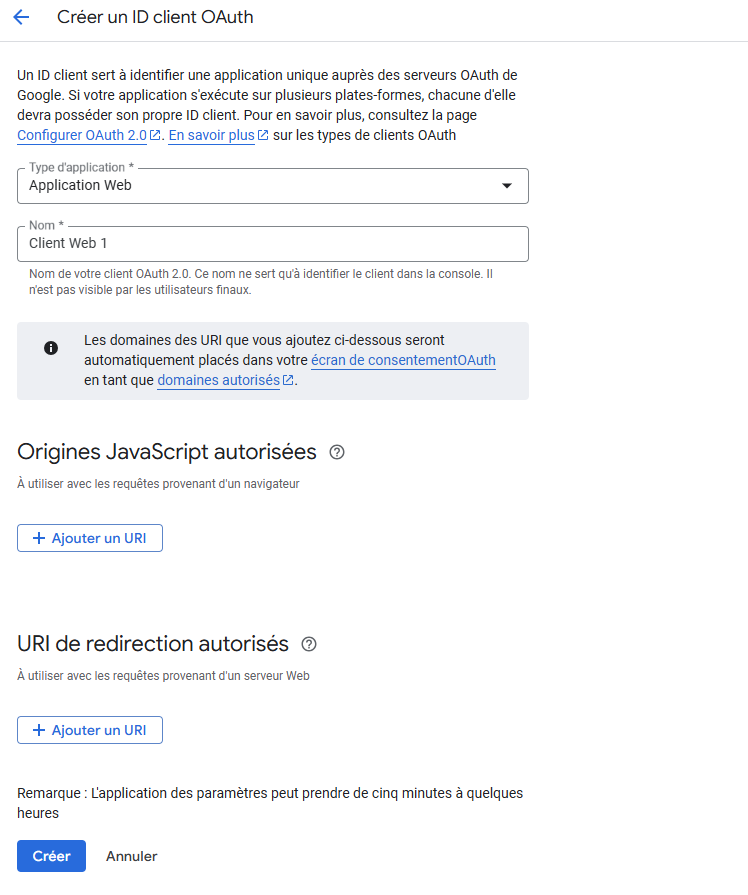 Créer un ID client OAuth
Un ID client sert à identifier une application unique auprès des serveurs OAuth de
Google. Si votre application s'exécute sur plusieurs plates-formes, chacune d'elle
devra posséder son propre ID client. Pour en savoir plus, consultez la page
Configurer OAuth 2.0. En savoir plus sur les types de clients OAuth
Type d'application *
Application Web
Nom *
Client Web 1
Nom de votre client OAuth 2.0. Ce nom ne sert qu'à identifier le client dans la console. Il
n'est pas visible par les utilisateurs finaux.
Les domaines des URI que vous ajoutez ci-dessous seront
automatiquement placés dans votre écran de consentementOAuth
en tant que domaines autorisés.
Origines JavaScript autorisées
À utiliser avec les requêtes provenant d'un navigateur
+ Ajouter un URI
URI de redirection autorisés
À utiliser avec les requêtes provenant d'un serveur Web
+ Ajouter un URI
Remarque : L'application des paramètres peut prendre de cinq minutes à quelques
heures
Créer Annuler